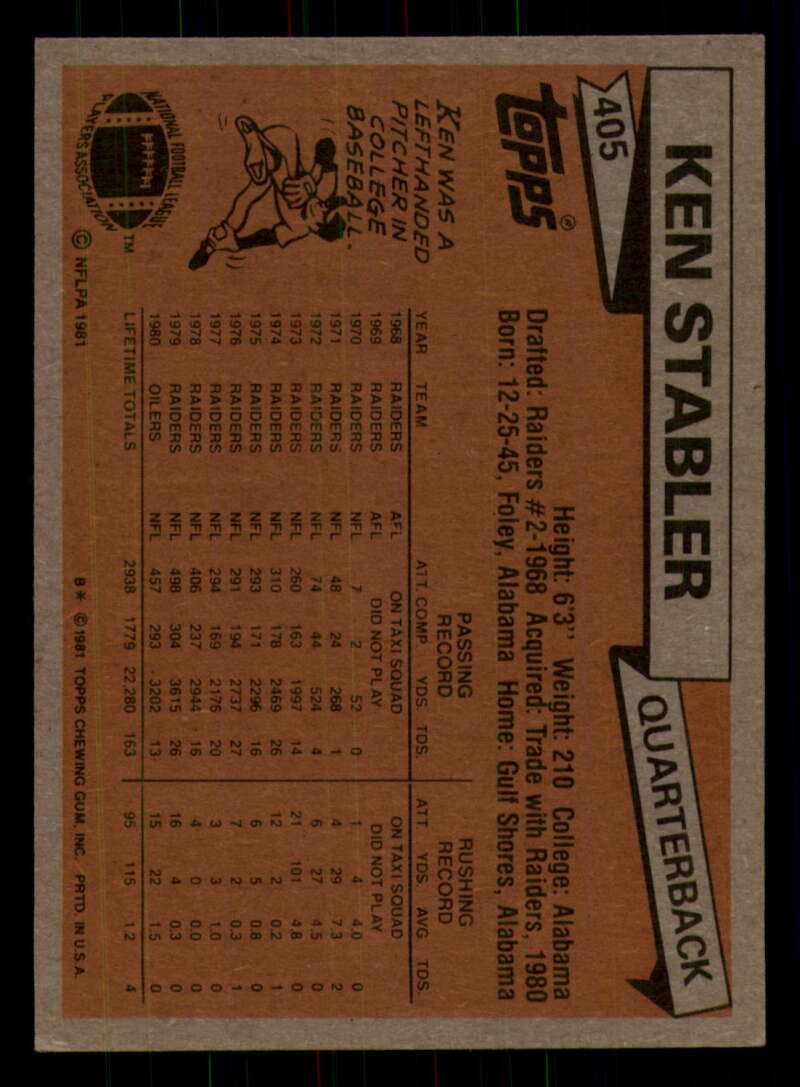 405
KEN STABLER
QUARTERBACK
TOPPS®
Height: 6'3" Weight: 210 College: Alabama
Drafted: Raiders #2-1968 Acquired: Trade with Raiders, 1980
Born: 12-25-45, Foley, Alabama Home: Gulf Shores, Alabama
KEN WAS A
LEFTHANDED
PITCHER IN
COLLEGE
BASEBALL.
PASSING RECORD RUSHING RECORD
YEAR TEAM ATT. COMP YDS. TDS. ATT YDS. AVG TDS.
1968 RAIDERS AFL ON TAXI SQUAD ON TAXI SQUAD
1969 RAIDERS AFL DID NOT PLAY DID NOT PLAY
1970 RAIDERS NFL 7 2 52 0 1 4 4.0 0
1971 RAIDERS NFL 48 24 268 1 4 29 7.3 2
1972 RAIDERS NFL 74 44 524 4 6 27 4.5 0
1973 RAIDERS NFL 260 163 1997 14 21 101 4.8 0
1974 RAIDERS NFL 310 178 2469 26 12 2 0.2 1
1975 RAIDERS NFL 293 171 2296 16 6 5 0.8 0
1976 RAIDERS NFL 291 194 2737 27 7 2 0.3 1
1977 RAIDERS NFL 294 169 2176 20 3 3 1.0 0
1978 RAIDERS NFL 406 237 2944 16 4 0 0.0 0
1979 RAIDERS NFL 498 304 3615 26 16 4 0.3 0
1980 OILERS NFL 457 293 3202 13 15 22 1.5 0
LIFETIME TOTALS 2938 1779 22,280 163 95 115 1.2 4
NATIONAL FOOTBALL LEAGUE
PLAYERS ASSOCIATION
TM
© NFLPA 1981
B* ©1981 TOPPS CHEWING GUM, INC. PRTD. IN U.S.A.